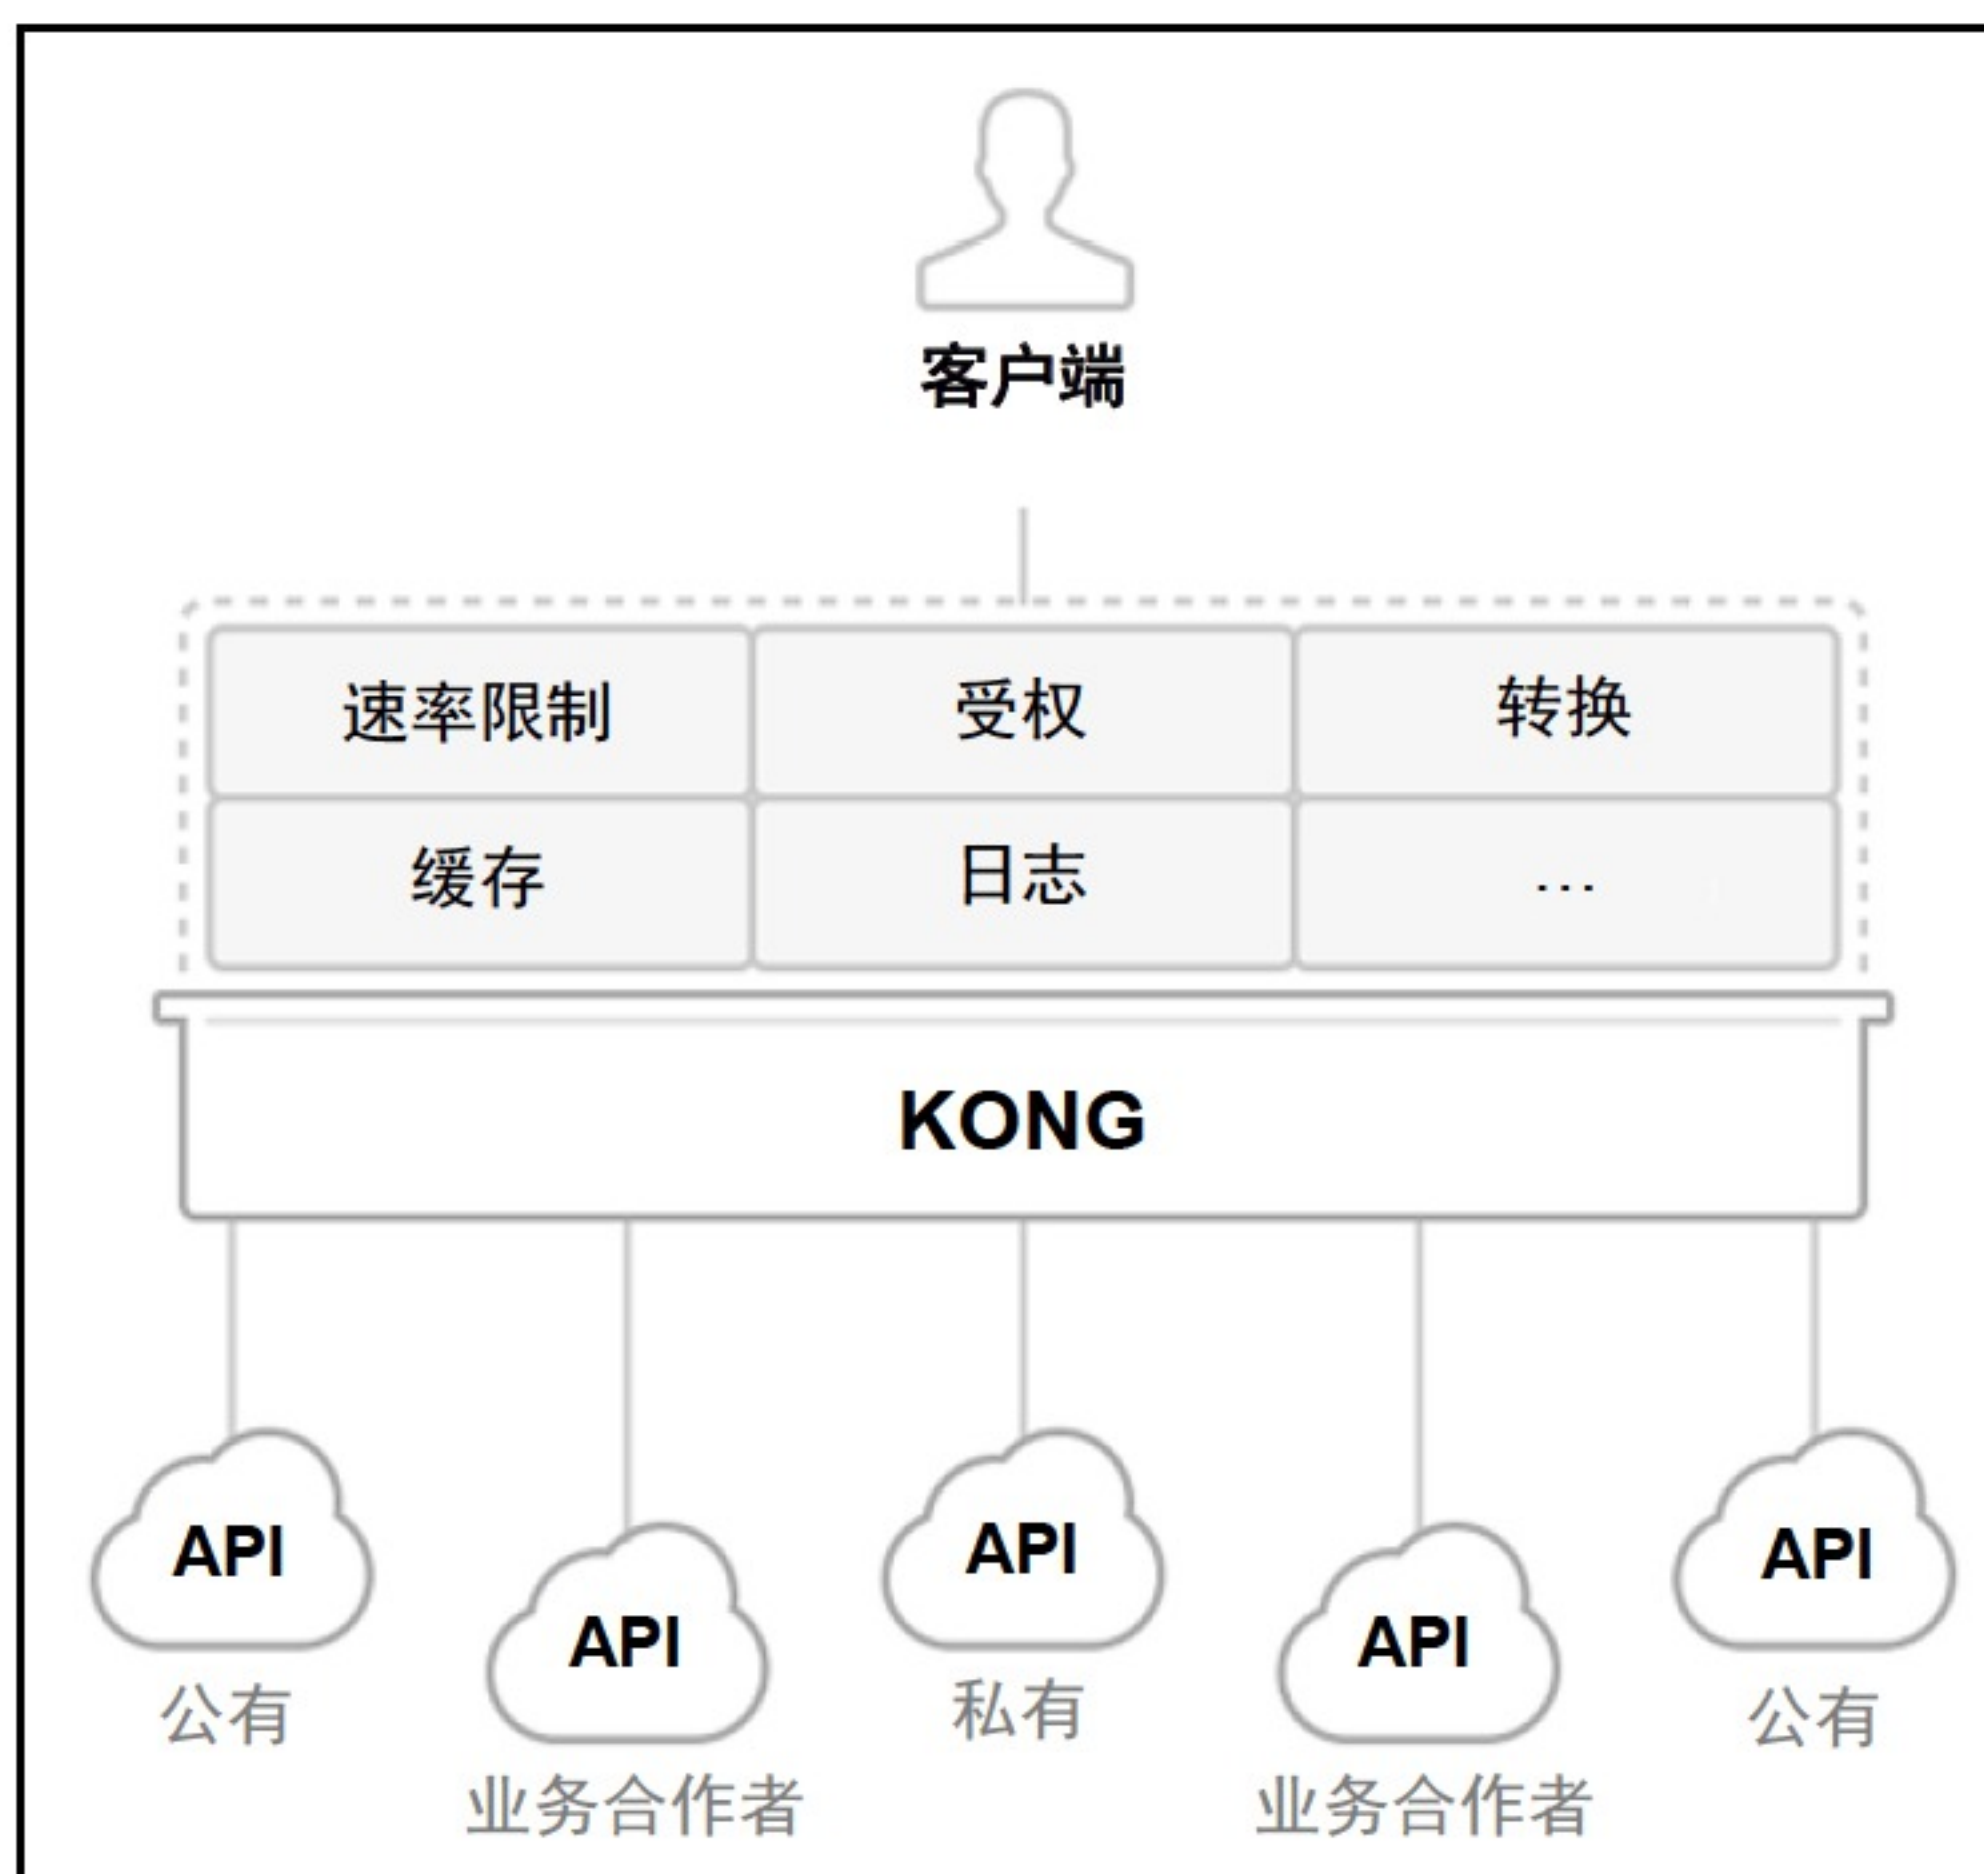 客户端
速率限制 受权 转换
缓存 日志 ...
KONG
API API API API API
公有 业务合作者 私有 业务合作者 公有